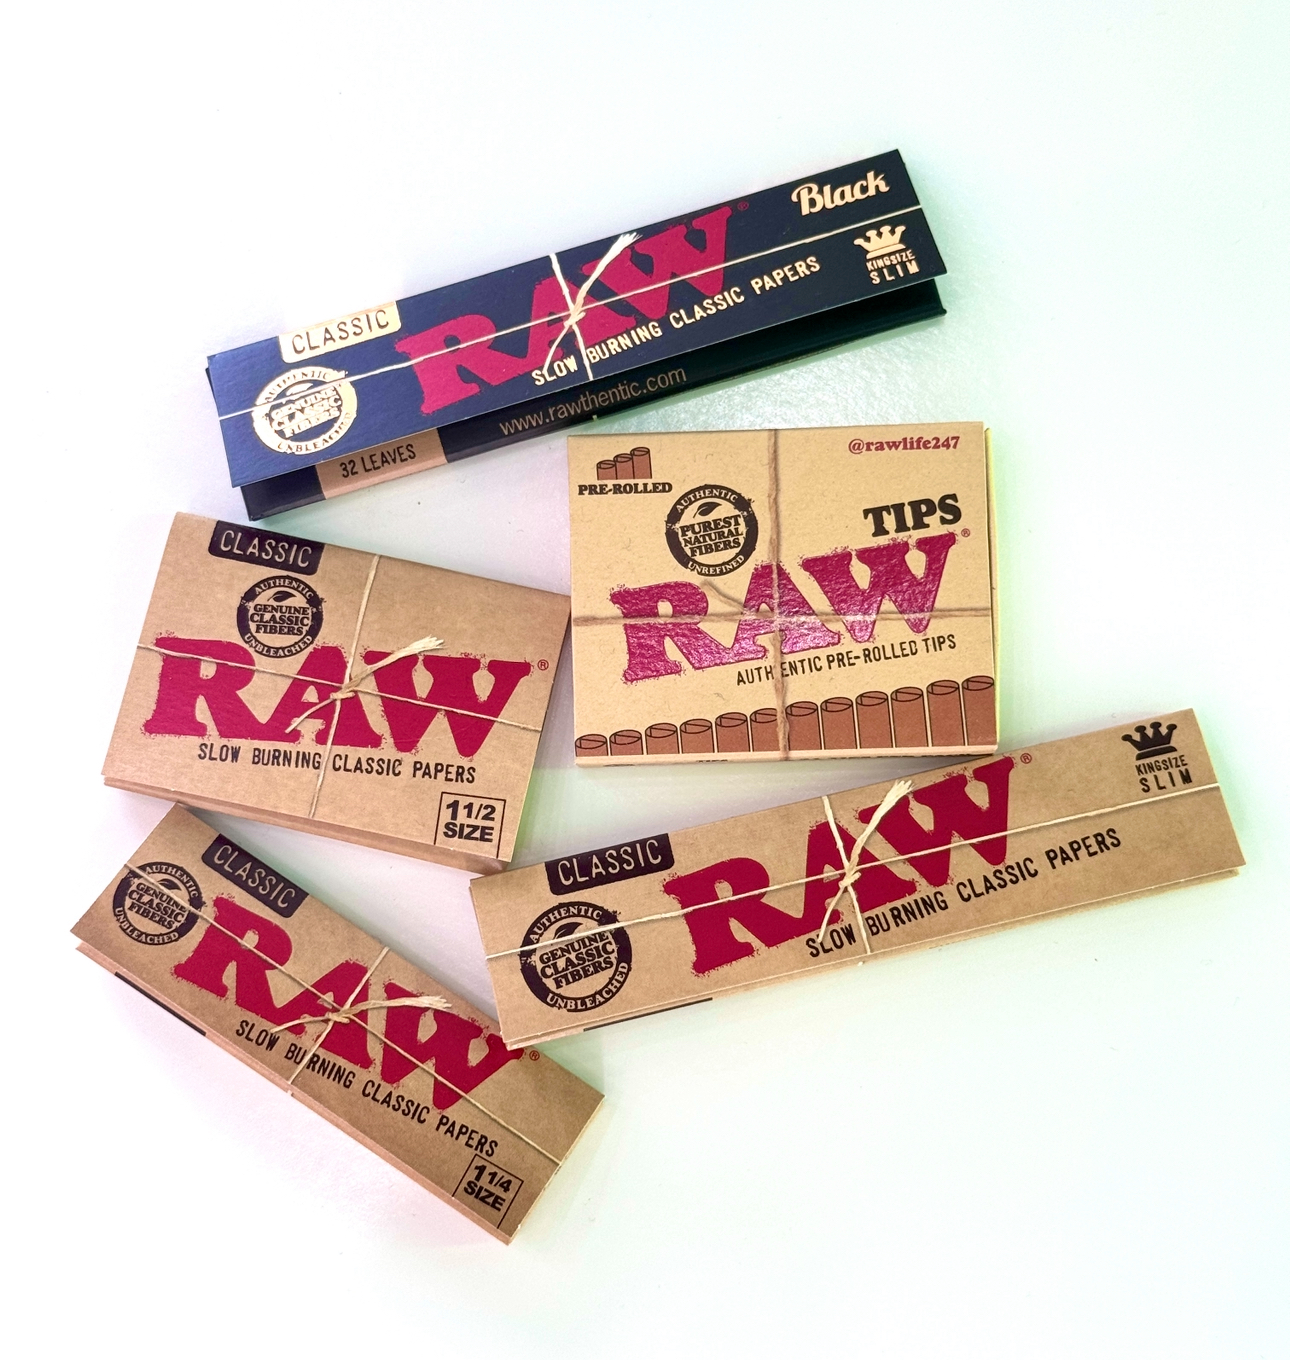 Black
RAW®
CLASSIC
SLOW BURNING CLASSIC PAPERS
KINGSIZE
SLIM
AUTHENTIC
GENUINE
CLASSIC
FIBERS
UNBLEACHED
www.rawthentic.com
32 LEAVES
@rawlife247
PRE-ROLLED
AUTHENTIC
PUREST
NATURAL
FIBERS
UNREFINED
TIPS
RAW®
AUTHENTIC PRE-ROLLED TIPS
CLASSIC
AUTHENTIC
GENUINE
CLASSIC
FIBERS
UNBLEACHED
RAW®
SLOW BURNING CLASSIC PAPERS
1 1/2
SIZE
KINGSIZE
SLIM
RAW®
CLASSIC
SLOW BURNING CLASSIC PAPERS
AUTHENTIC
GENUINE
CLASSIC
FIBERS
UNBLEACHED
CLASSIC
AUTHENTIC
GENUINE
CLASSIC
FIBERS
UNBLEACHED
RAW®
SLOW BURNING CLASSIC PAPERS
1 1/4
SIZE